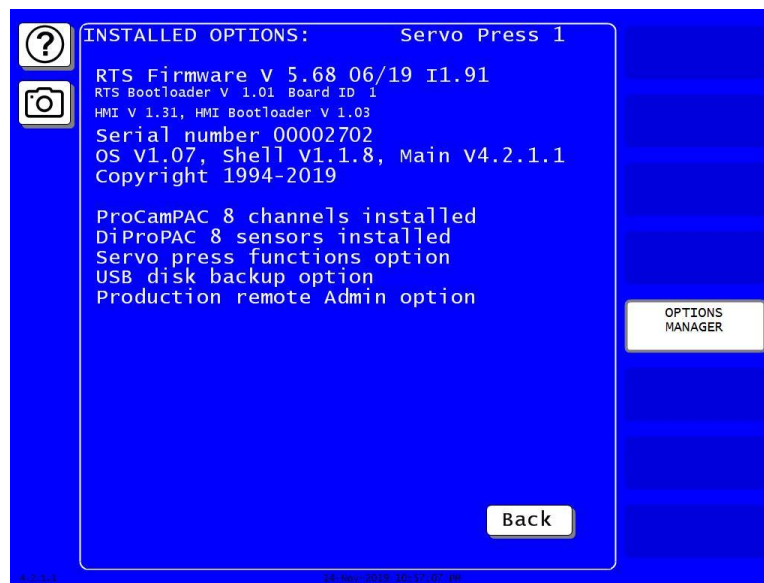 INSTALLED OPTIONS: Servo Press 1
RTS Firmware V 5.68 06/19 I1.91
RTS Bootloader V 1.01 Board ID 1
HMI V 1.31, HMI Bootloader V 1.03
Serial number 00002702
OS V1.07, Shell V1.1.8, Main V4.2.1.1
Copyright 1994-2019
ProCamPAC 8 channels installed
DiProPAC 8 sensors installed
Servo press functions option
USB disk backup option
Production remote Admin option
OPTIONS
MANAGER
Back